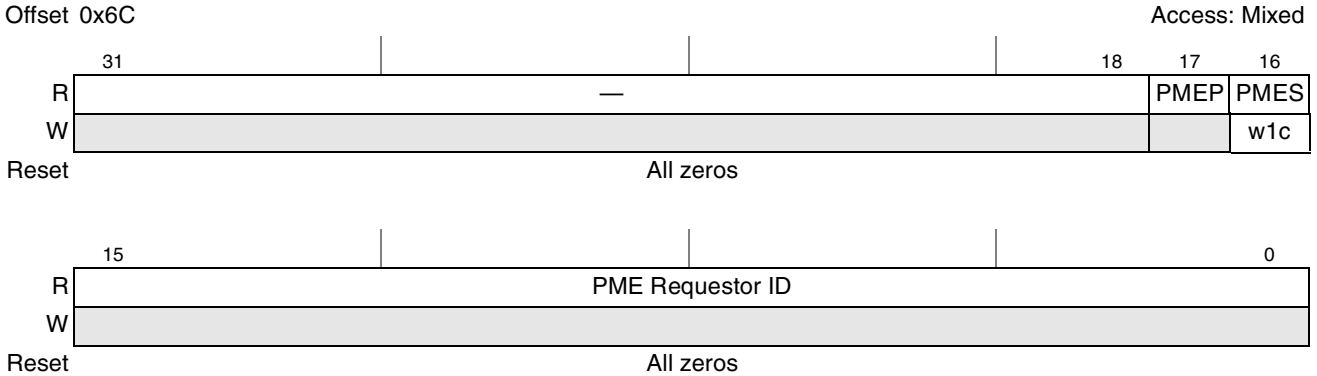 Offset 0x6C Access: Mixed
31 18 17 16
R — PMEP PMES
W w1c
Reset All zeros
15 0
R PME Requestor ID
W
Reset All zeros